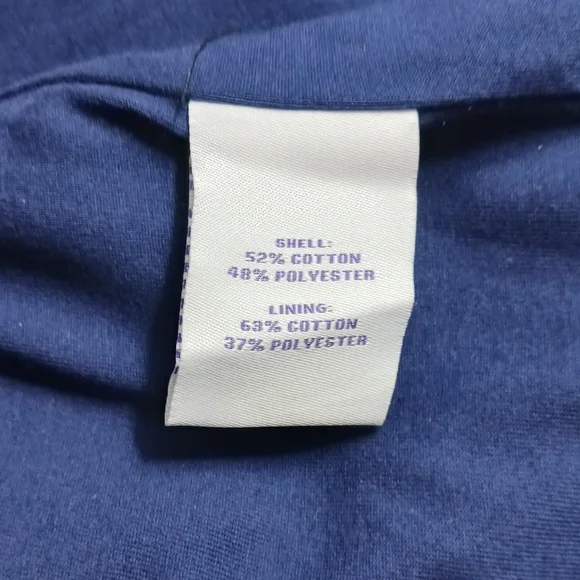 SHELL:
52% COTTON
48% POLYESTER
LINING:
63% COTTON
37% POLYESTER